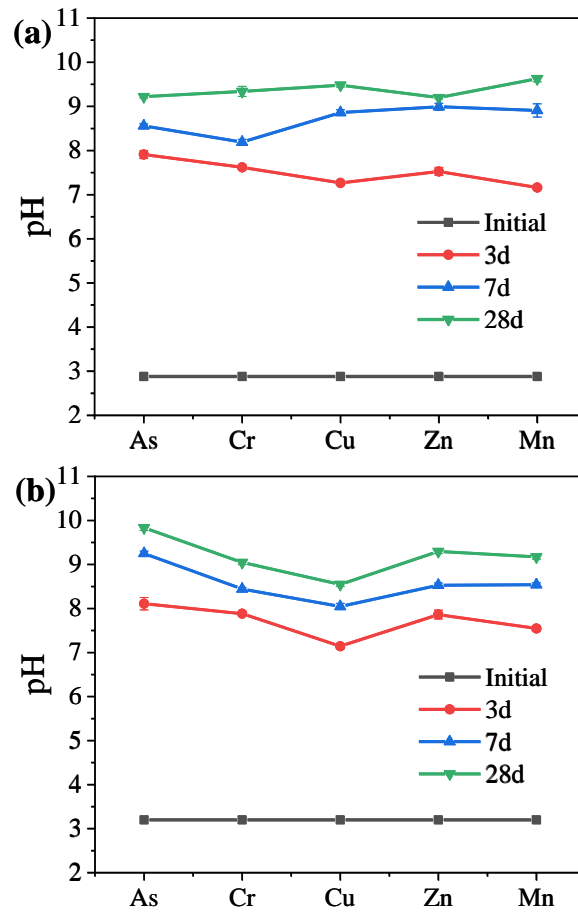 (a)
11
10
9
8
7
6
5
4
3
2
pH
Initial
3d
7d
28d
As Cr Cu Zn Mn
(b)
11
10
9
8
7
6
5
4
3
2
pH
Initial
3d
7d
28d
As Cr Cu Zn Mn